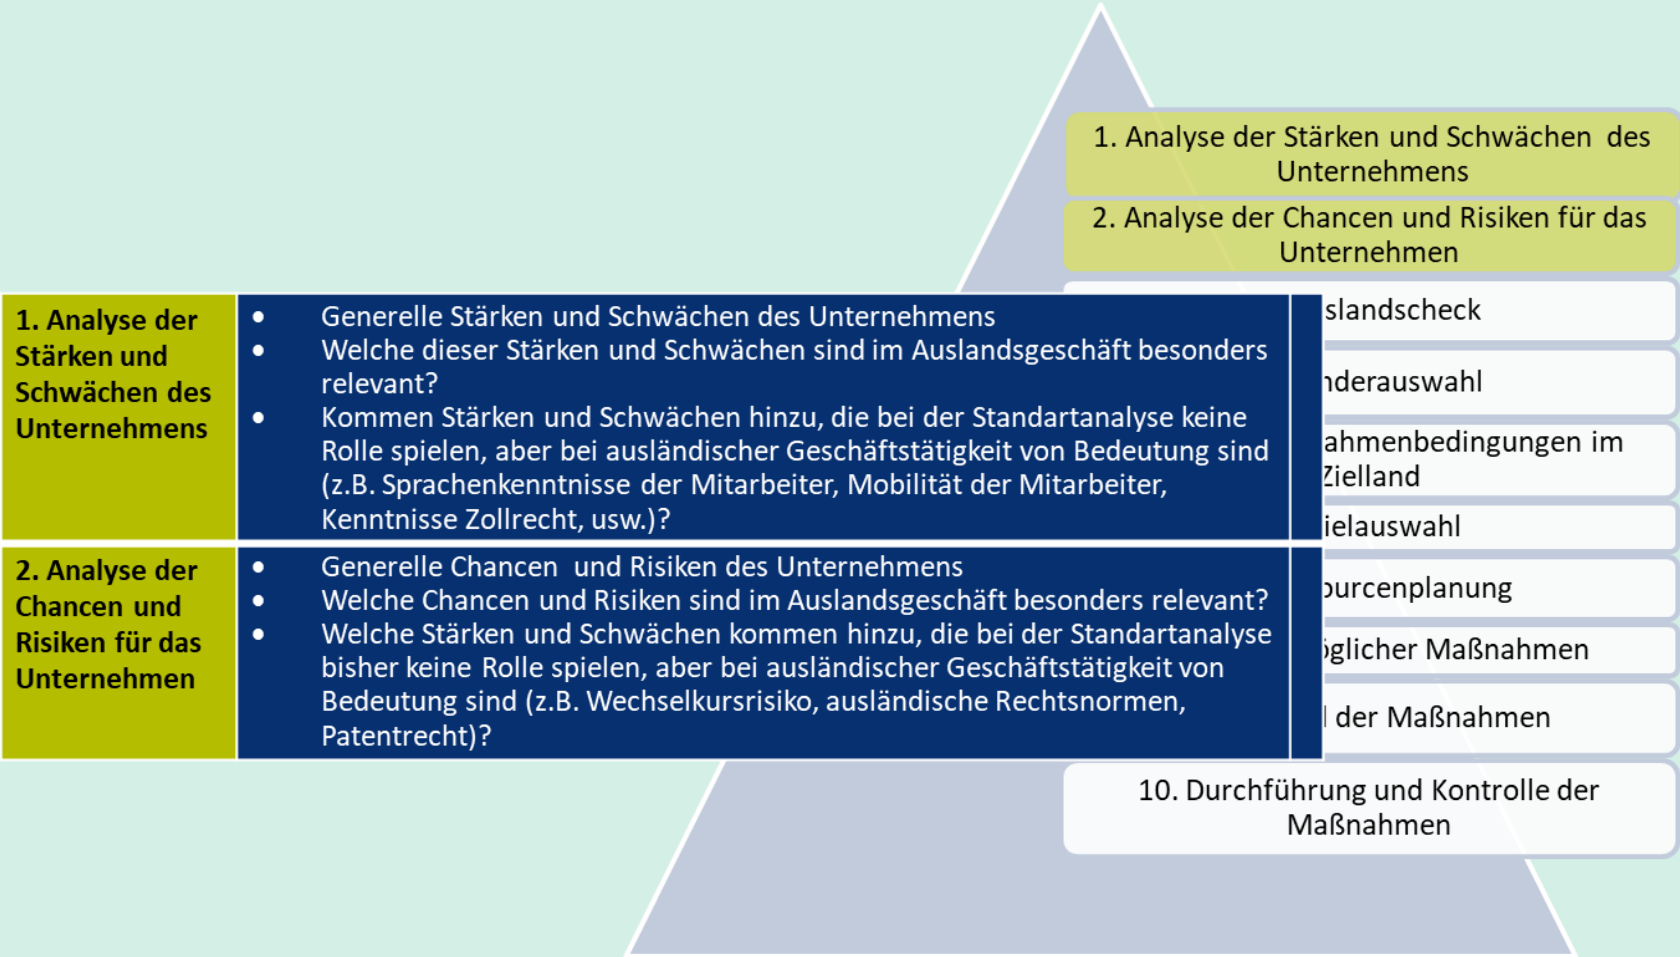 1. Analyse der Stärken und Schwächen des
Unternehmens
2. Analyse der Chancen und Risiken für das
Unternehmen
1. Analyse der
Stärken und
Schwächen des
Unternehmens
• Generelle Stärken und Schwächen des Unternehmens
• Welche dieser Stärken und Schwächen sind im Auslandsgeschäft besonders
relevant?
• Kommen Stärken und Schwächen hinzu, die bei der Standartanalyse keine
Rolle spielen, aber bei ausländischer Geschäftstätigkeit von Bedeutung sind
(z.B. Sprachenkenntnisse der Mitarbeiter, Mobilität der Mitarbeiter,
Kenntnisse Zollrecht, usw.)?
2. Analyse der
Chancen und
Risiken für das
Unternehmen
• Generelle Chancen und Risiken des Unternehmens
• Welche Chancen und Risiken sind im Auslandsgeschäft besonders relevant?
• Welche Stärken und Schwächen kommen hinzu, die bei der Standartanalyse
bisher keine Rolle spielen, aber bei ausländischer Geschäftstätigkeit von
Bedeutung sind (z.B. Wechselkursrisiko, ausländische Rechtsnormen,
Patentrecht)?
slandscheck
nderauswahl
ahmenbedingungen im
Zielland
ielauswahl
ourcenplanung
öglicher Maßnahmen
der Maßnahmen
10. Durchführung und Kontrolle der
Maßnahmen